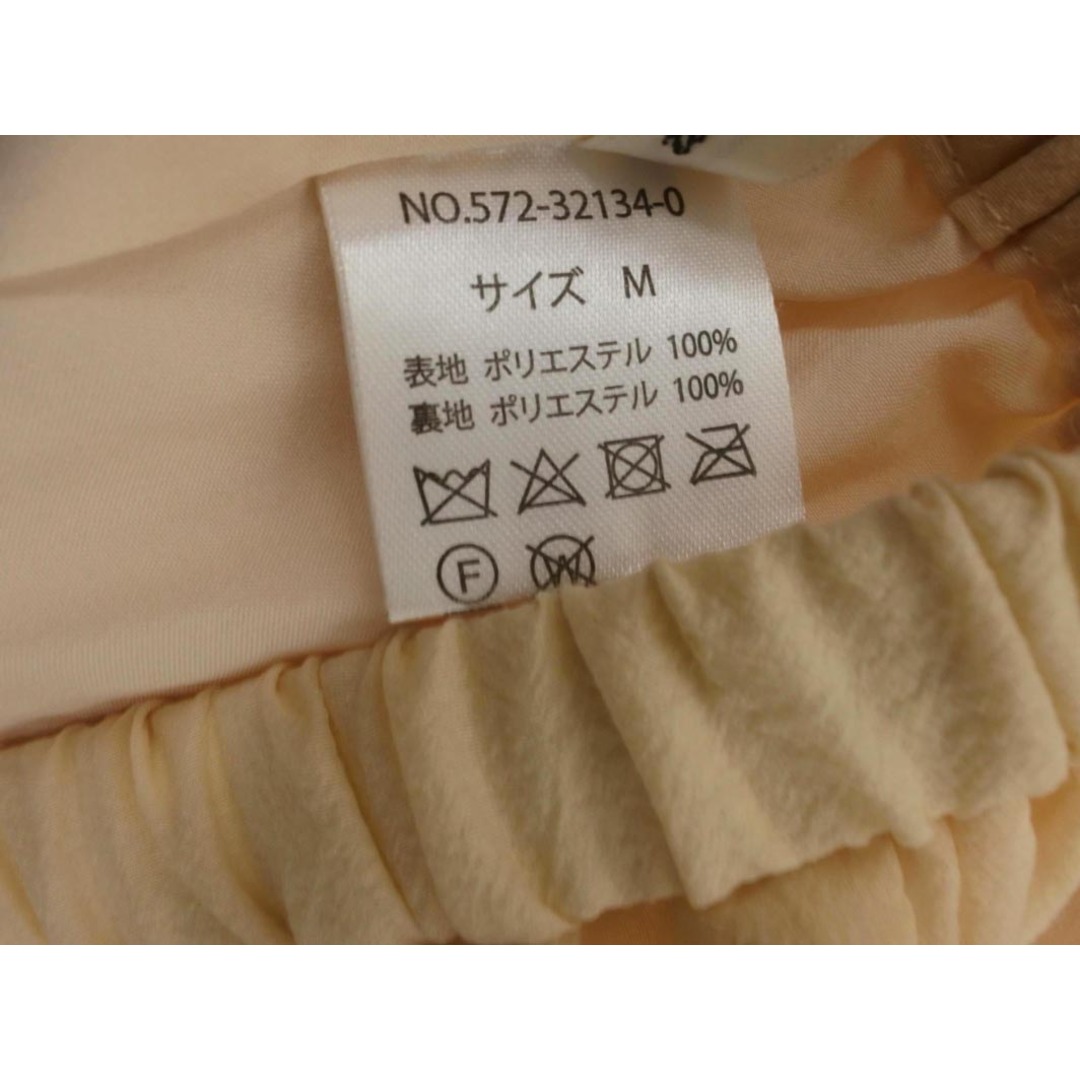 NO.572-32134-0
サイズ M
表地 ポリエステル 100%
裏地 ポリエステル 100%
F W